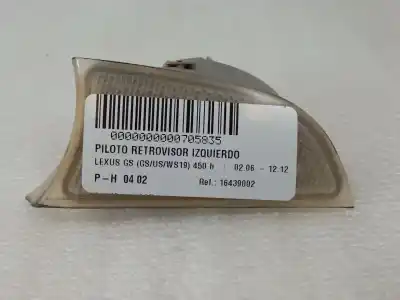 0000000000705835
PILOTO RETROVISOR IZQUIERDO
LEXUS GS (GS/US/WS19) 450 h | 02.06 - 12.12
P-H 04 02 Ref.: 16439002